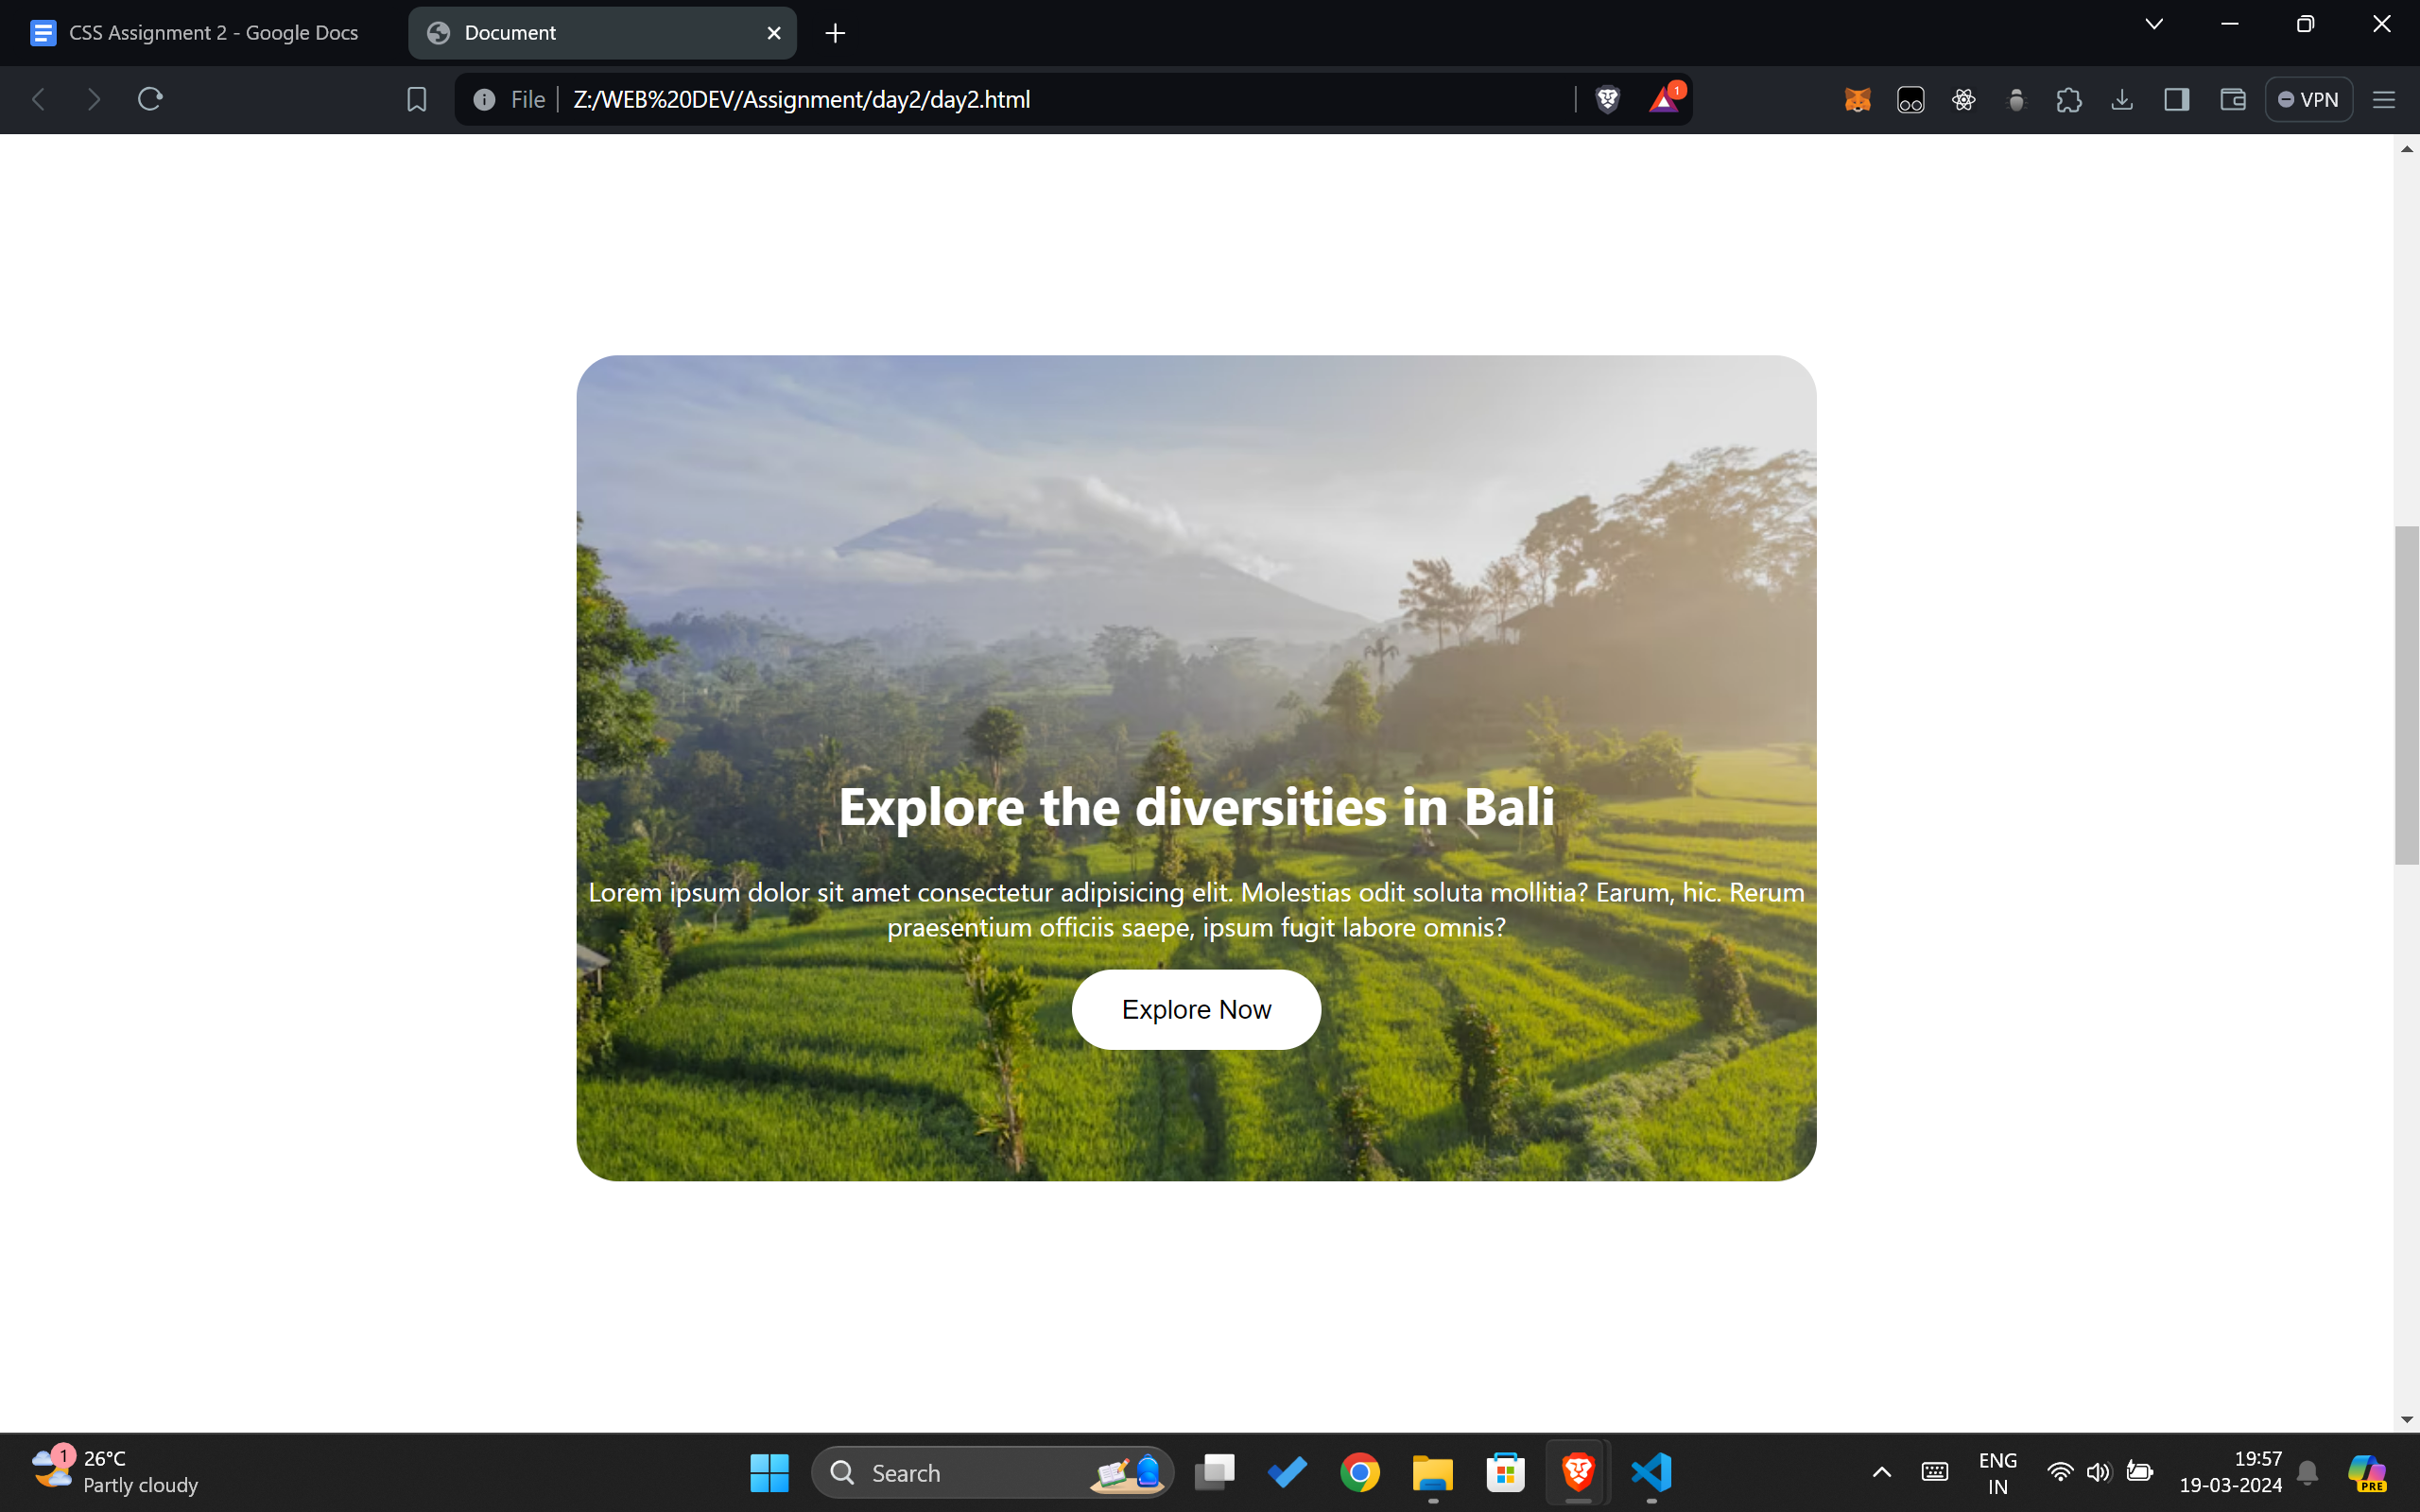 CSS Assignment 2 - Google Docs
Document
File
Z:/WEB%20DEV/Assignment/day2/day2.html
1
VPN
Explore the diversities in Bali
Lorem ipsum dolor sit amet consectetur adipisicing elit. Molestias odit soluta mollitia? Earum, hic. Rerum
praesentium officiis saepe, ipsum fugit labore omnis?
Explore Now
1
26°C
Partly cloudy
Search
ENG
IN
19:57
19-03-2024
PRE